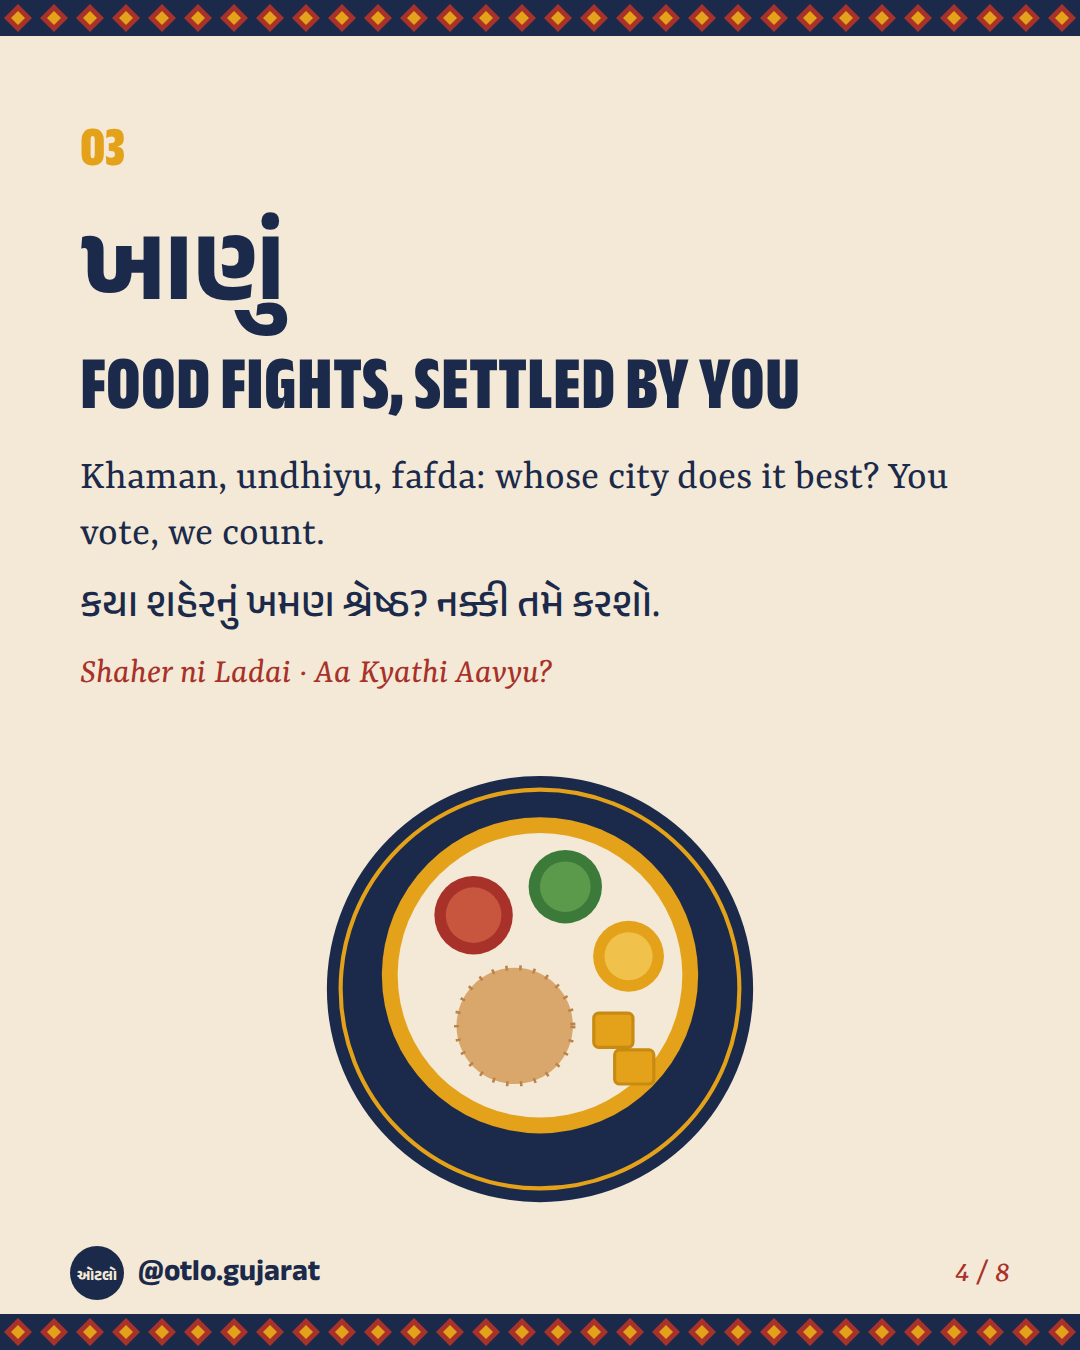 03
ખાણું
FOOD FIGHTS, SETTLED BY YOU
Khaman, undhiyu, fafda: whose city does it best? You
vote, we count.
કયા શહેરનું ખમણ શ્રેષ્ઠ? નક્કી તમે કરશો.
Shaher ni Ladai · Aa Kyathi Aavyu?
ઓટલો
@otlo.gujarat
4 / 8